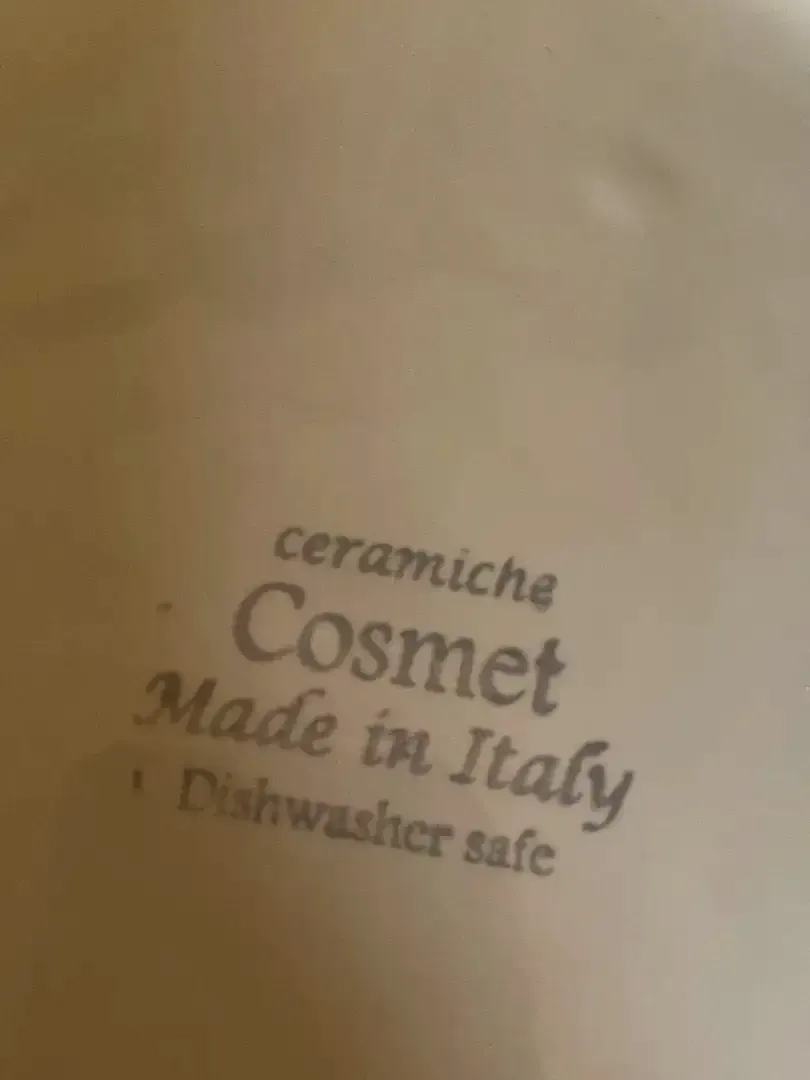 ceramiche
Cosmet
Made in Italy
Dishwasher safe